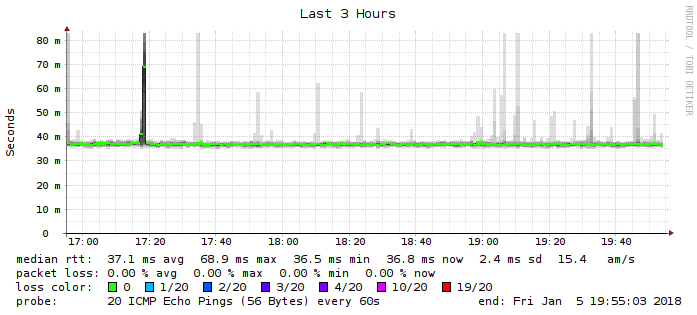 Last 3 Hours
RRDTOOL / TOBI OETIKER
Seconds
80 m
70 m
60 m
50 m
40 m
30 m
20 m
10 m
0
17:00 17:20 17:40 18:00 18:20 18:40 19:00 19:20 19:40
median rtt: 37.1 ms avg 68.9 ms max 36.5 ms min 36.8 ms now 2.4 ms sd 15.4 am/s
packet loss: 0.00 % avg 0.00 % max 0.00 % min 0.00 % now
loss color: 0 1/20 2/20 3/20 4/20 10/20 19/20
probe: 20 ICMP Echo Pings (56 Bytes) every 60s end: Fri Jan 5 19:55:03 2018